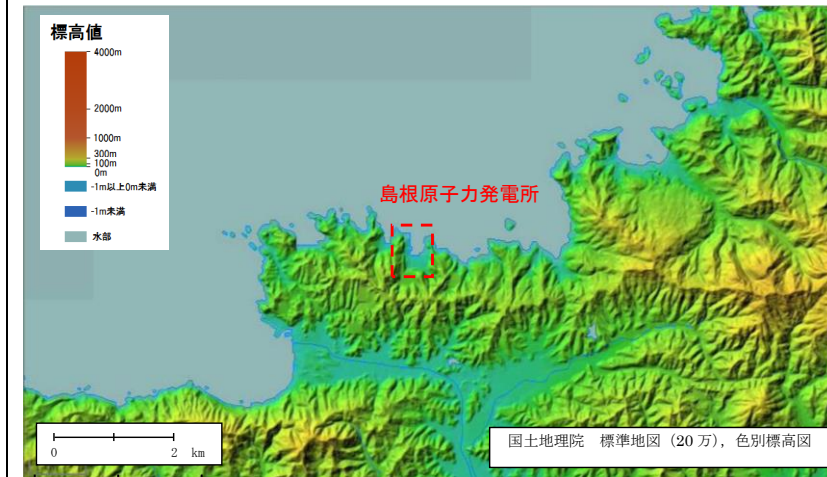 標高値
4000m
2000m
1000m
300m
100m
0m
-1m以上0m未満
-1m未満
水部
島根原子力発電所
0 2 km
国土地理院 標準地図（20 万），色別標高図